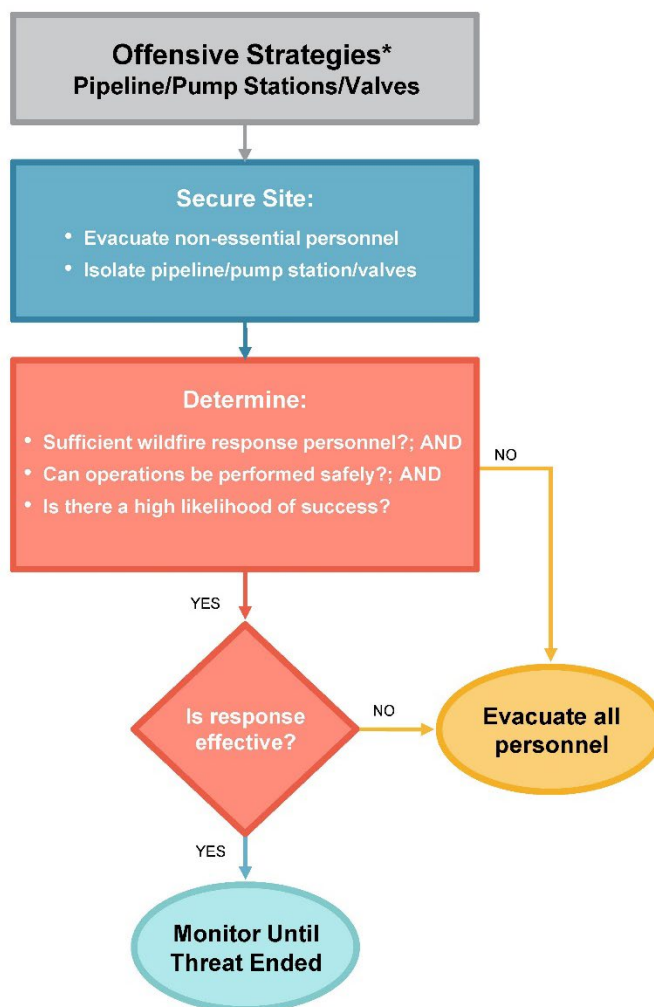 Offensive Strategies*
Pipeline/Pump Stations/Valves
Secure Site:
• Evacuate non-essential personnel
• Isolate pipeline/pump station/valves
Determine:
• Sufficient wildfire response personnel?; AND
• Can operations be performed safely?; AND
• Is there a high likelihood of success?
NO
YES
Is response
effective?
NO
Evacuate all
personnel
YES
Monitor Until
Threat Ended